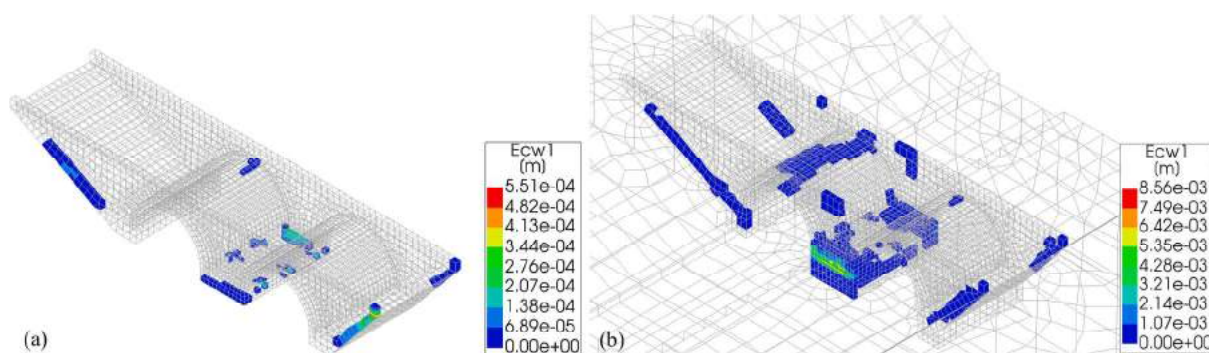 Ecw1
(m)
5.51e-04
4.82e-04
4.13e-04
3.44e-04
2.76e-04
2.07e-04
1.38e-04
6.89e-05
0.00e+00
(a)
Ecw1
(m)
8.56e-03
7.49e-03
6.42e-03
5.35e-03
4.28e-03
3.21e-03
2.14e-03
1.07e-03
0.00e+00
(b)